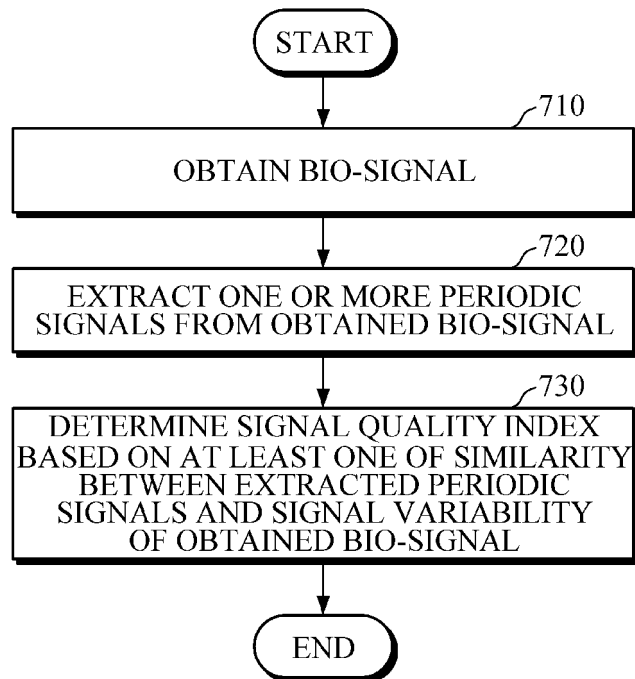 START
710
OBTAIN BIO-SIGNAL
720
EXTRACT ONE OR MORE PERIODIC
SIGNALS FROM OBTAINED BIO-SIGNAL
730
DETERMINE SIGNAL QUALITY INDEX
BASED ON AT LEAST ONE OF SIMILARITY
BETWEEN EXTRACTED PERIODIC
SIGNALS AND SIGNAL VARIABILITY
OF OBTAINED BIO-SIGNAL
END